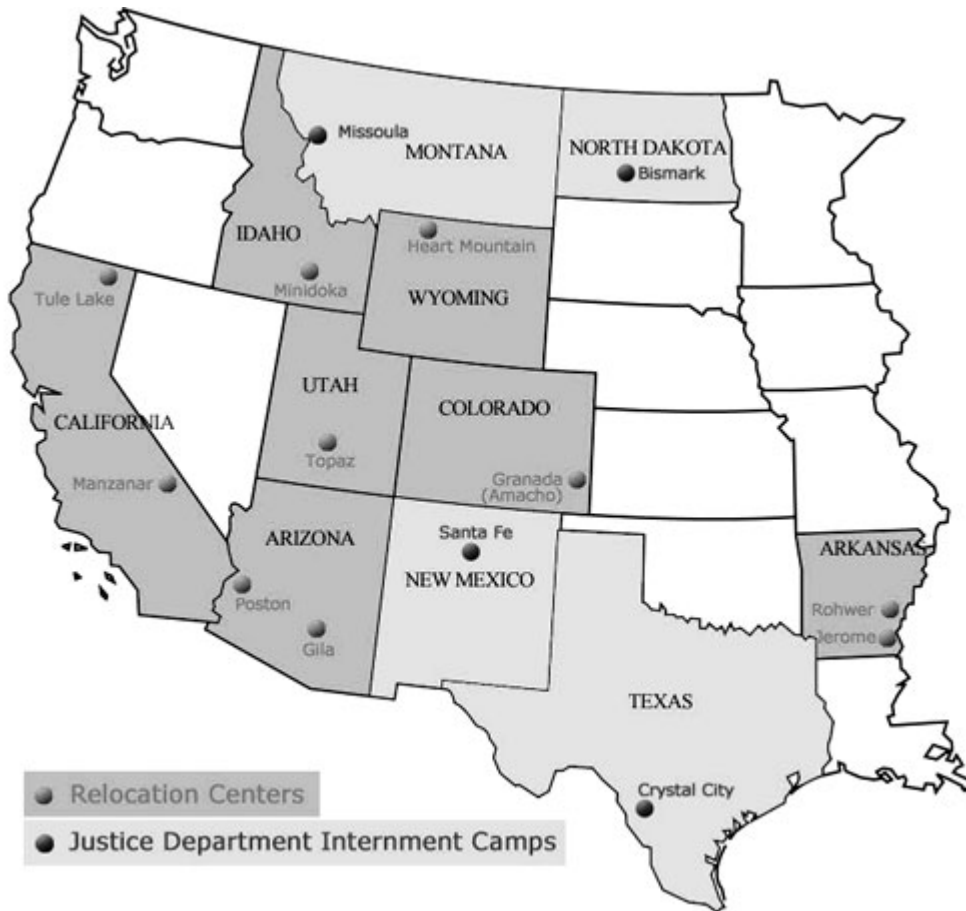 Missoula
MONTANA
NORTH DAKOTA
Bismark
IDAHO
Heart Mountain
Tule Lake
Minidoka
WYOMING
UTAH
COLORADO
CALIFORNIA
Topaz
Manzanar
Granada
(Amacho)
ARIZONA
Santa Fe
ARKANSAS
NEW MEXICO
Poston
Rohwer
Gila
Jerome
TEXAS
Crystal City
Relocation Centers
Justice Department Internment Camps